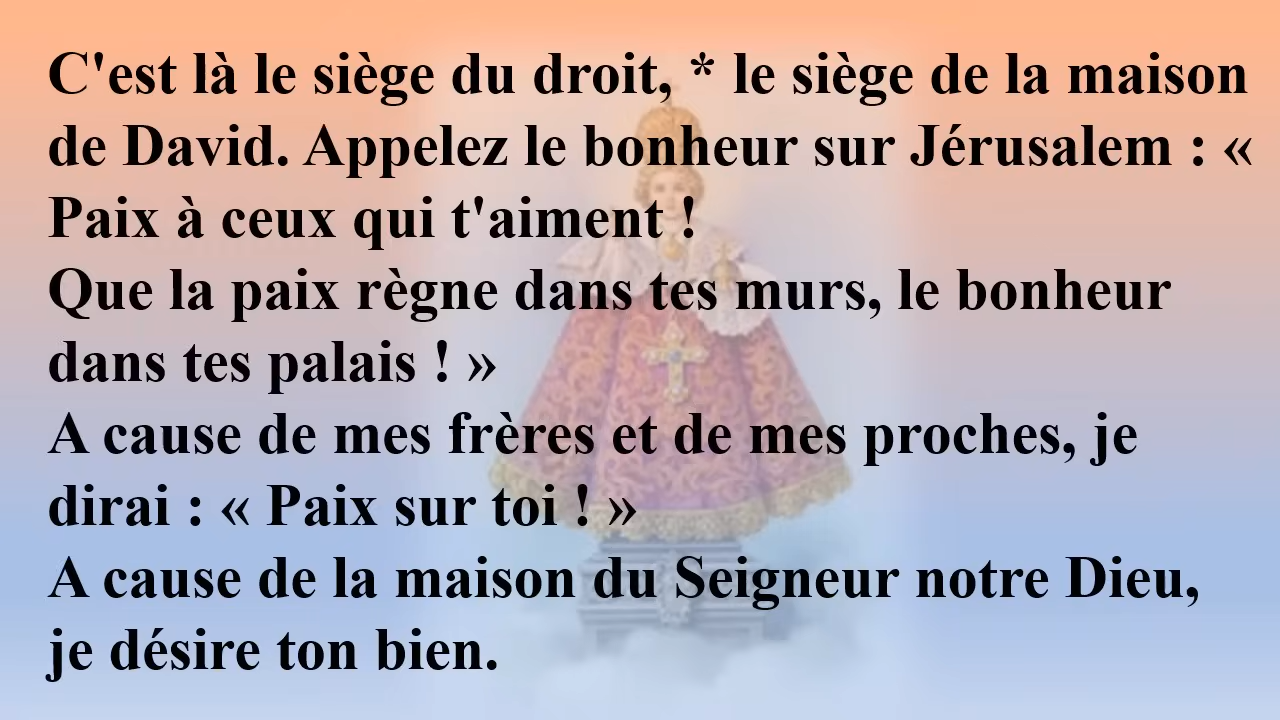 C'est là le siège du droit, * le siège de la maison
de David. Appelez le bonheur sur Jérusalem : «
Paix à ceux qui t'aiment !
Que la paix règne dans tes murs, le bonheur
dans tes palais ! »
A cause de mes frères et de mes proches, je
dirai : « Paix sur toi ! »
A cause de la maison du Seigneur notre Dieu,
je désire ton bien.